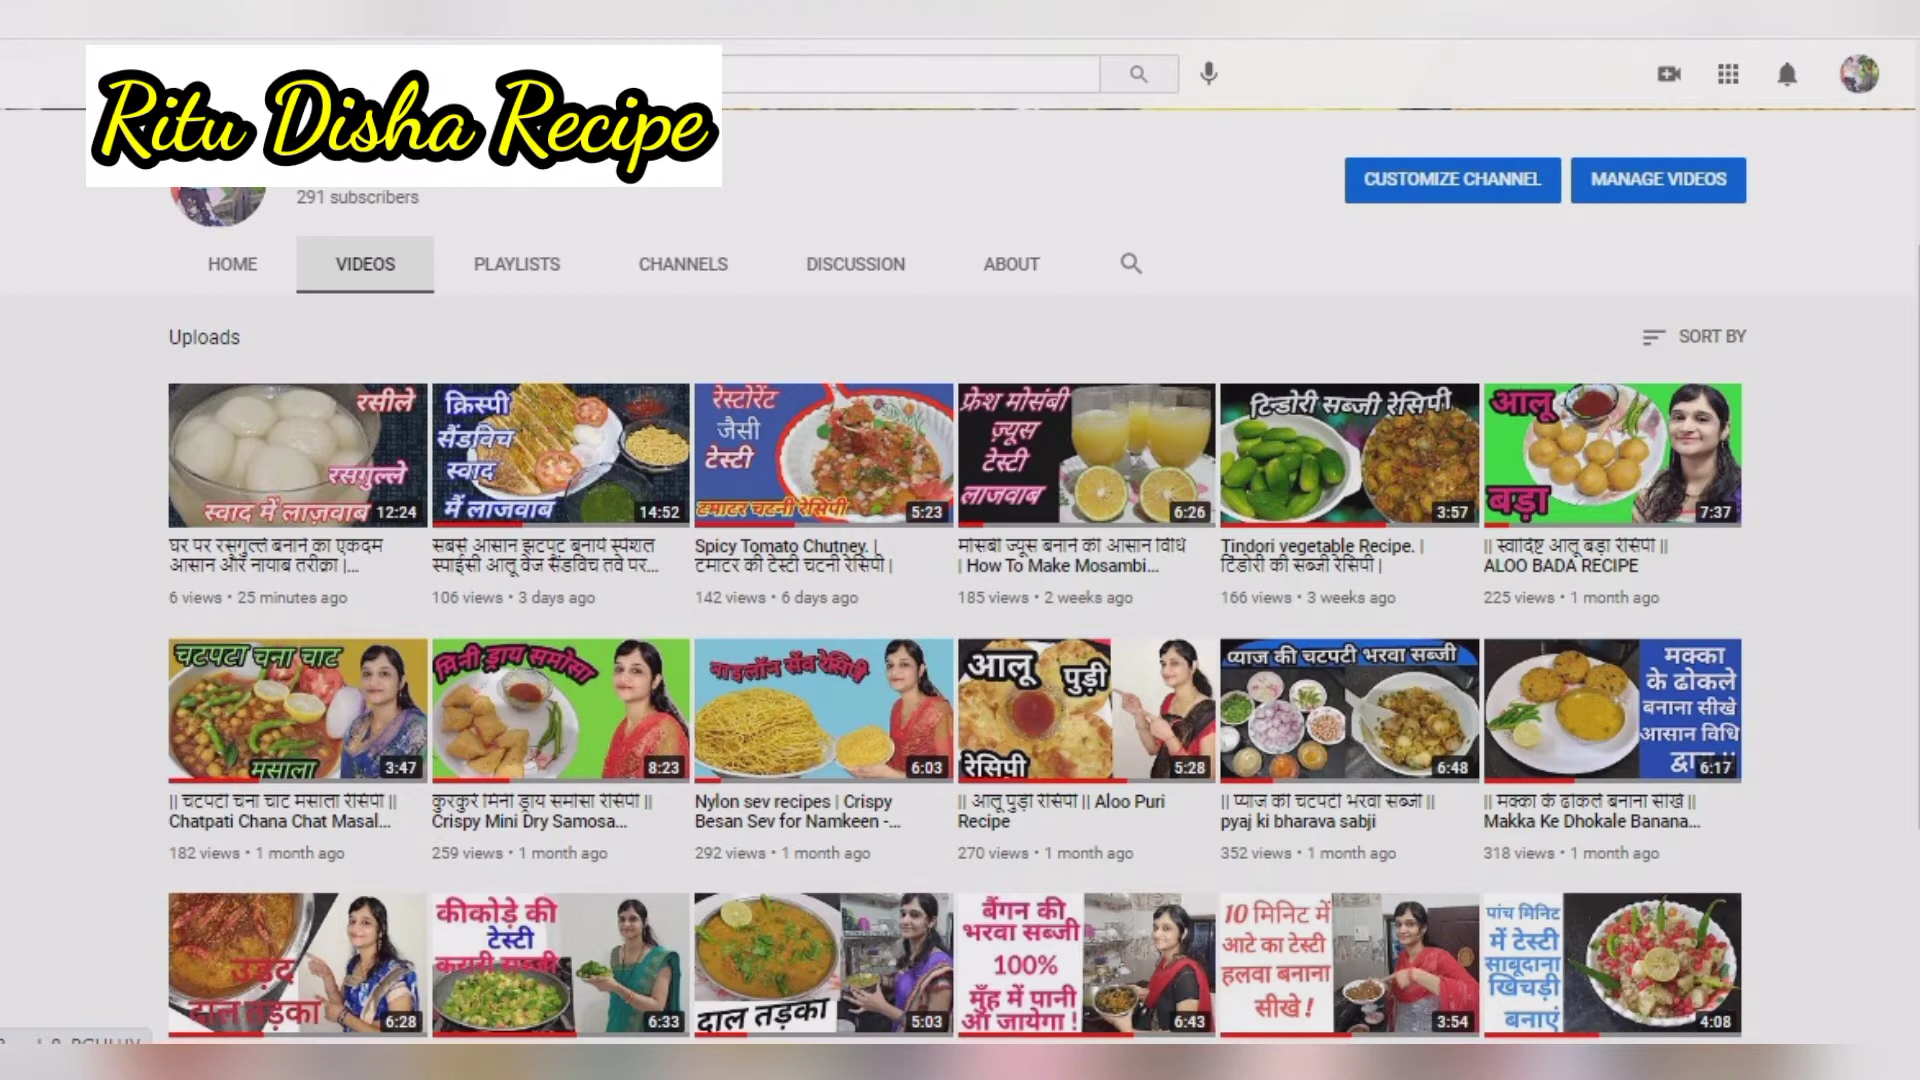 Ritu Disha Recipe
CUSTOMIZE CHANNEL
MANAGE VIDEOS
291 subscribers
HOME
VIDEOS
PLAYLISTS
CHANNELS
DISCUSSION
ABOUT
Uploads
SORT BY
रसीले
रसगुल्ले
स्वाद में लाज़वाब
12:24
क्रिस्पी
सैंडविच
स्वाद
में लाजवाब
14:52
रेस्टोरेंट
जैसी
टेस्टी
टमाटर चटनी रेसिपी
5:23
फ्रेश मोसंबी
ज़्यूस
टेस्टी
लाजवाब
6:26
टिन्डोरी सब्जी रेसिपी
3:57
आलू
बड़ा
7:37
घर पर रसगुल्ले बनाने का एकदम
आसान और नायाब तरीक़ा |...
6 views • 25 minutes ago
सबसे आसान झटपट बनाये स्पेशल
स्पाईसी आलू वेज सैंडविच तवे पर...
106 views • 3 days ago
Spicy Tomato Chutney. |
टमाटर की टेस्टी चटनी रेसिपी |
142 views • 6 days ago
मोसंबी ज्यूस बनाने की आसान विधि
| How To Make Mosambi...
185 views • 2 weeks ago
Tindori vegetable Recipe. |
टिंडोरी की सब्जी रेसिपी |
166 views • 3 weeks ago
|| स्वादिष्ट आलू बड़ा रेसिपी ||
ALOO BADA RECIPE
225 views • 1 month ago
चटपटा चना चाट
मसाला
3:47
मिनी ड्राय समोसा
8:23
नाइलॉन सेंव रेसिपी
6:03
आलू
पुड़ी
रेसिपी
5:28
प्याज की चटपटी भरवा सब्जी
6:48
मक्का
के ढोकले
बनाना सीखे
आसान विधि
6:17
|| चटपटी चना चाट मसाला रेसिपी ||
Chatpati Chana Chat Masal...
182 views • 1 month ago
कुरकुरे मिनी ड्राय समोसा रेसिपी ||
Crispy Mini Dry Samosa...
259 views • 1 month ago
Nylon sev recipes | Crispy
Besan Sev for Namkeen -...
292 views • 1 month ago
|| आलू पुड़ी रेसिपी || Aloo Puri
Recipe
270 views • 1 month ago
|| प्याज की चटपटी भरवा सब्जी ||
pyaj ki bharava sabji
352 views • 1 month ago
|| मक्का के ढोकले बनाना सीखे ||
Makka Ke Dhokale Banana...
318 views • 1 month ago
उड़द
दाल तड़का
6:28
कीकोड़े की
टेस्टी
करारी सब्जी
6:33
दाल तड़का
5:03
बैंगन की
भरवा सब्जी
100%
मुँह में पानी
आ जायेगा !
6:43
10 मिनिट में
आटे का टेस्टी
हलवा बनाना
सीखे !
3:54
पांच मिनिट
में टेस्टी
साबूदाना
खिचड़ी
बनाएं
4:08